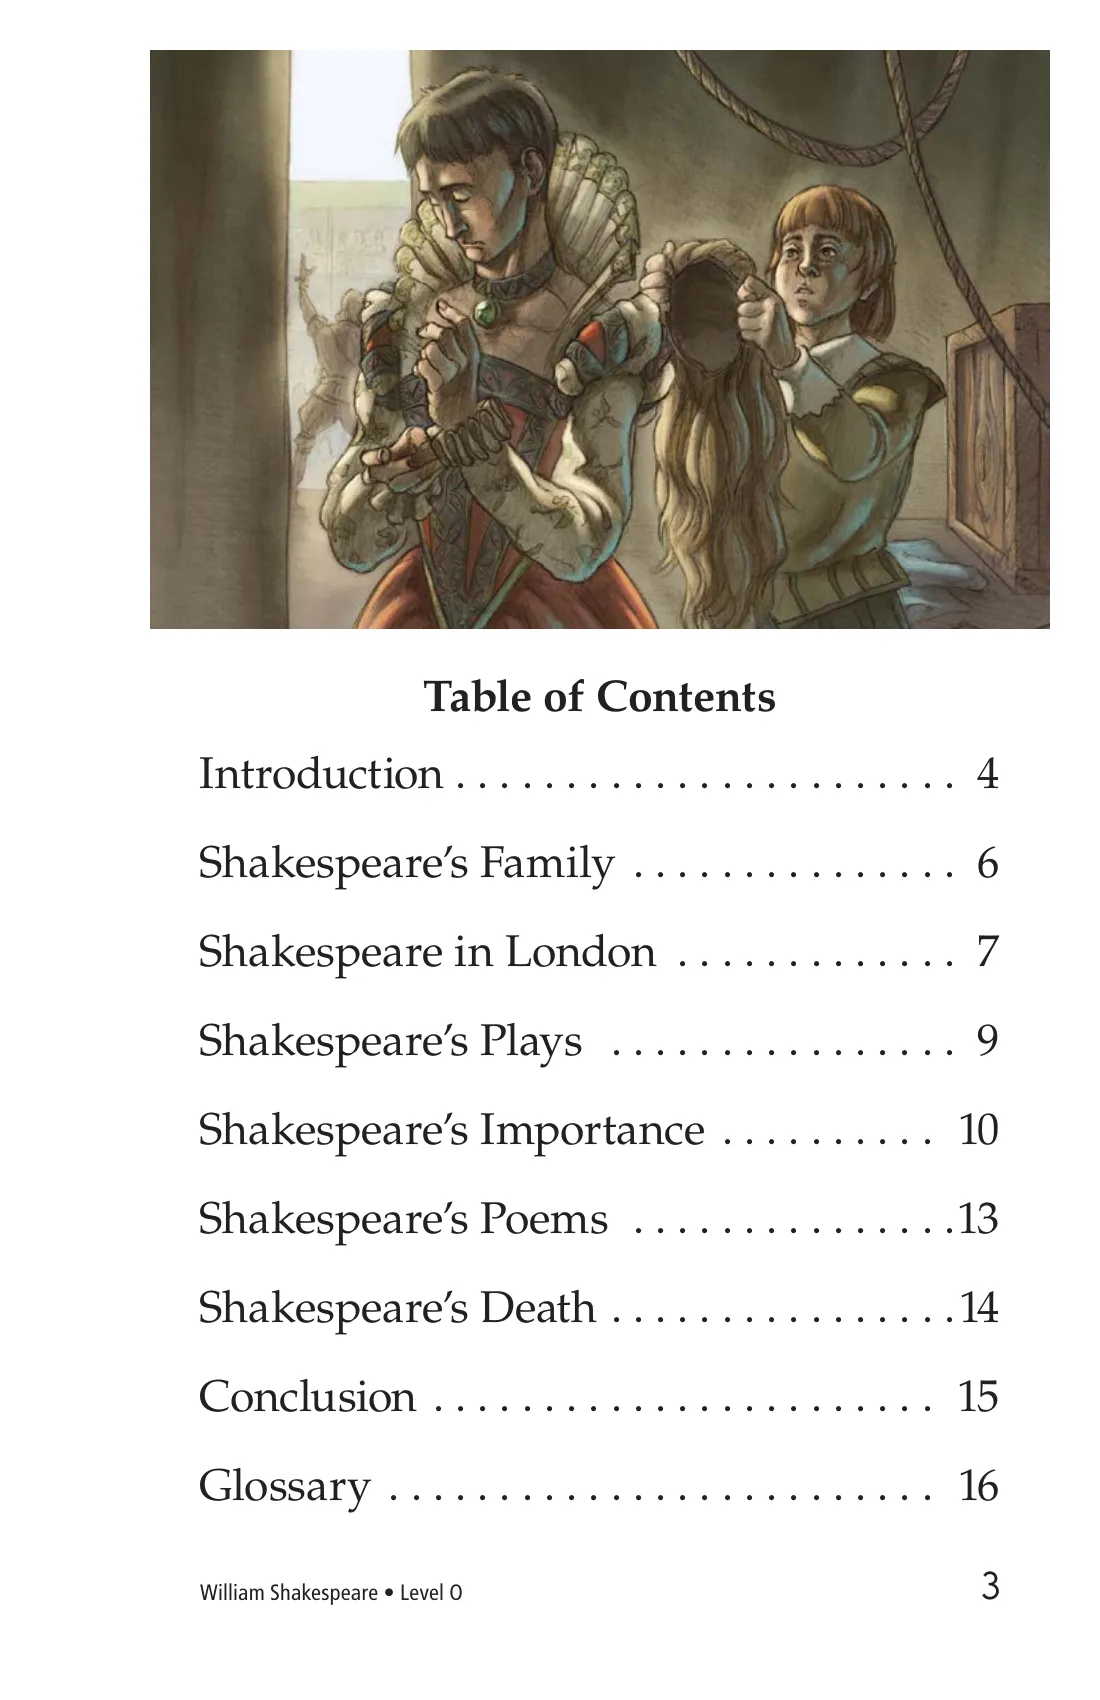 Table of Contents
Introduction . . . . . . . . . . . . . . . . . . . . . . . 4
Shakespeare’s Family . . . . . . . . . . . . . . . 6
Shakespeare in London . . . . . . . . . . . . . 7
Shakespeare’s Plays . . . . . . . . . . . . . . . . 9
Shakespeare’s Importance . . . . . . . . . . 10
Shakespeare’s Poems . . . . . . . . . . . . . . . 13
Shakespeare’s Death . . . . . . . . . . . . . . . . 14
Conclusion . . . . . . . . . . . . . . . . . . . . . . . 15
Glossary . . . . . . . . . . . . . . . . . . . . . . . . . 16
William Shakespeare • Level O 3